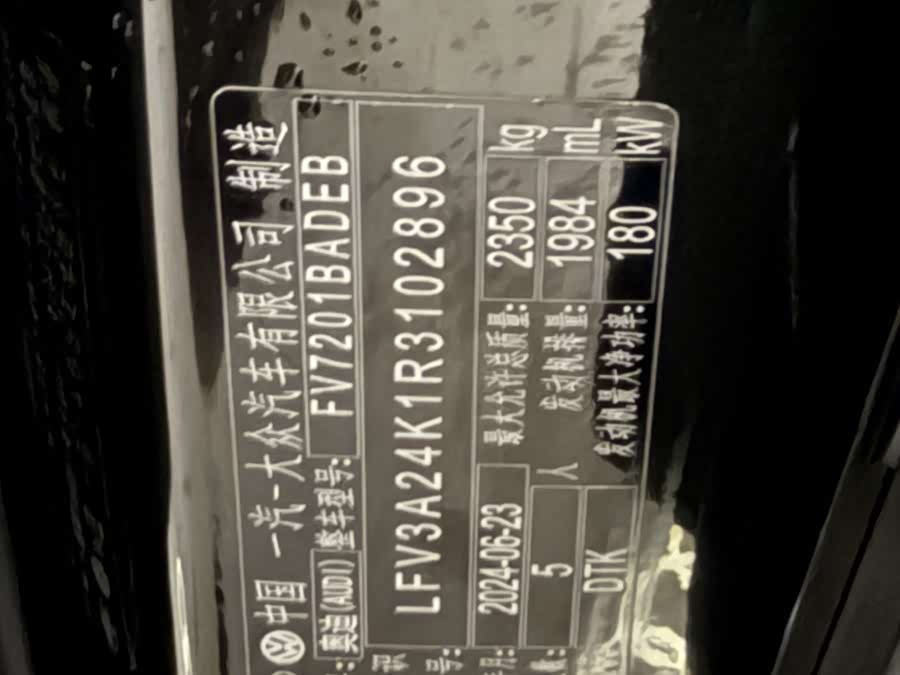 中国 一汽-大众汽车有限公司 制造
奥迪(AUDI) 整车型号: FV7201BADEB
LFV3A24K1R3102896
2024-06-23 最大允许总质量: 2350 kg
5 人 发动机排量: 1984 mL
DTK 发动机最大净功率: 180 kW